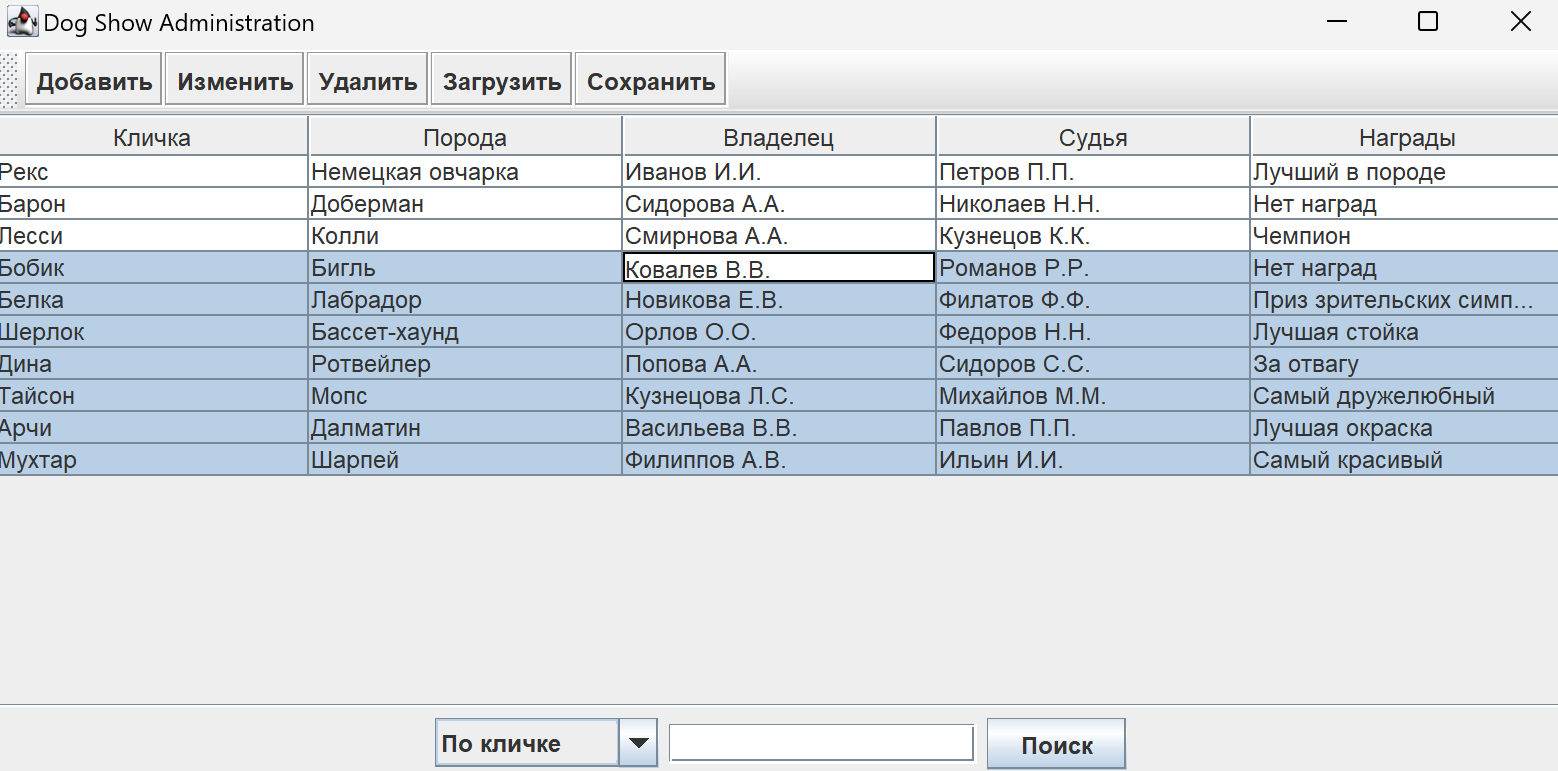 Dog Show Administration
Добавить Изменить Удалить Загрузить Сохранить
Кличка Порода Владелец Судья Награды
Рекс Немецкая овчарка Иванов И.И. Петров П.П. Лучший в породе
Барон Доберман Сидорова А.А. Николаев Н.Н. Нет наград
Лесси Колли Смирнова А.А. Кузнецов К.К. Чемпион
Бобик Бигль Ковалев В.В. Романов Р.Р. Нет наград
Белка Лабрадор Новикова Е.В. Филатов Ф.Ф. Приз зрительских симп...
Шерлок Бассет-хаунд Орлов О.О. Федоров Н.Н. Лучшая стойка
Дина Ротвейлер Попова А.А. Сидоров С.С. За отвагу
Тайсон Мопс Кузнецова Л.С. Михайлов М.М. Самый дружелюбный
Арчи Далматин Васильева В.В. Павлов П.П. Лучшая окраска
Мухтар Шарпей Филиппов А.В. Ильин И.И. Самый красивый
По кличке Поиск